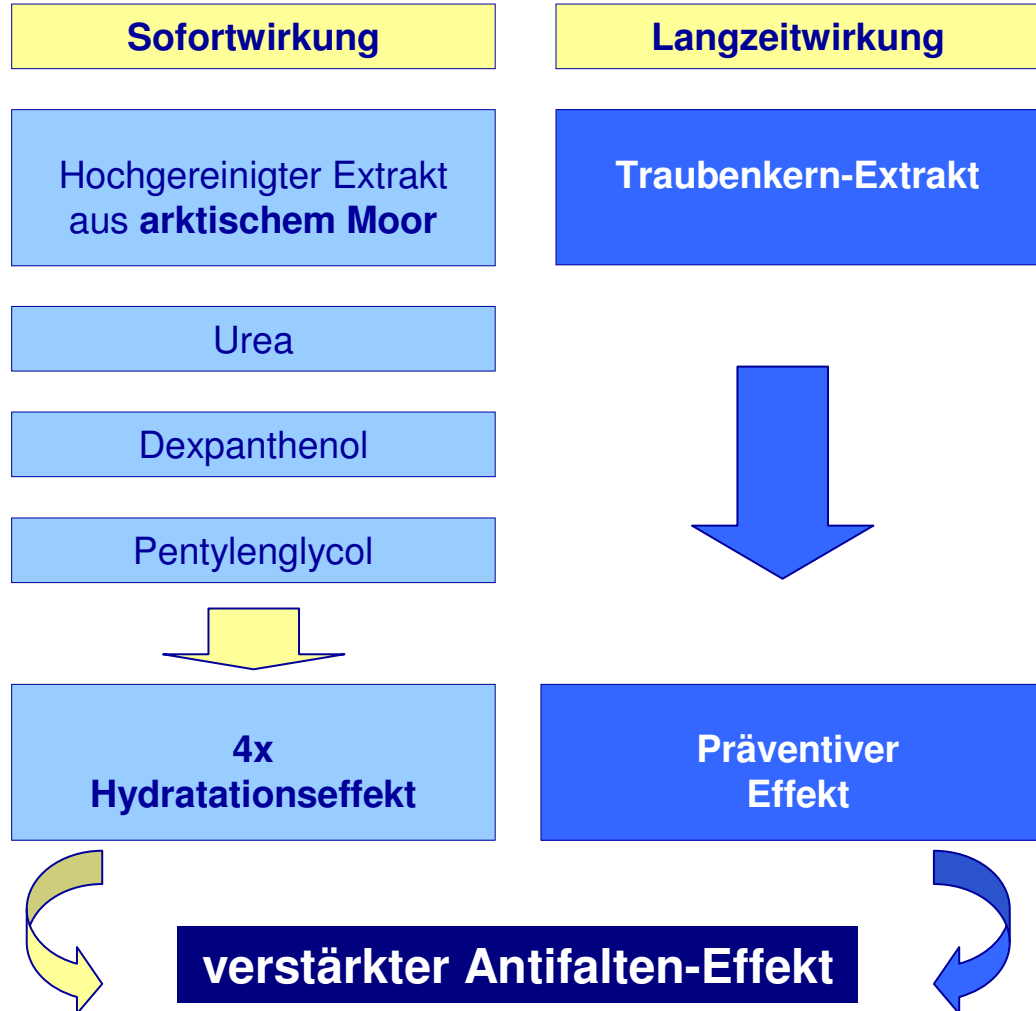 Sofortwirkung
Langzeitwirkung
Hochgereinigter Extrakt
aus arktischem Moor
Traubenkern-Extrakt
Urea
Dexpanthenol
Pentylenglycol
4x
Hydratationseffekt
Präventiver
Effekt
verstärkter Antifalten-Effekt